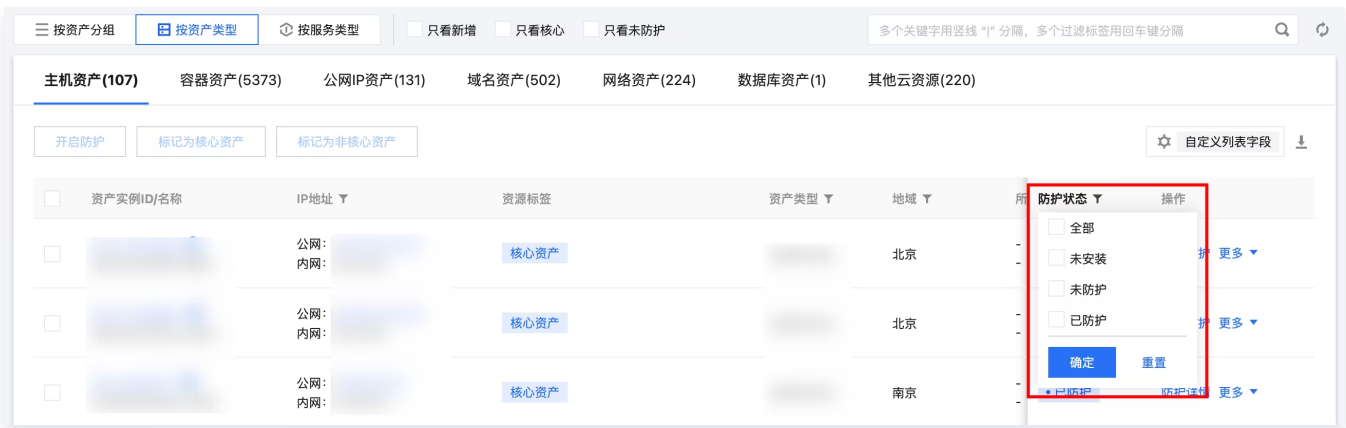 按资产分组 按资产类型 按服务类型 只看新增 只看核心 只看未防护 多个关键字用竖线 "|" 分隔，多个过滤标签用回车键分隔
主机资产(107) 容器资产(5373) 公网IP资产(131) 域名资产(502) 网络资产(224) 数据库资产(1) 其他云资源(220)
开启防护 标记为核心资产 标记为非核心资产 自定义列表字段
资产实例ID/名称 IP地址 资源标签 资产类型 地域 所 防护状态 操作
全部
公网：
内网： 核心资产 北京 - 未安装 护 更多
-
未防护
公网：
内网： 核心资产 北京 - 已防护 护 更多
-
确定 重置
公网：
内网： 核心资产 南京 - 已防护 防护详情 更多
-